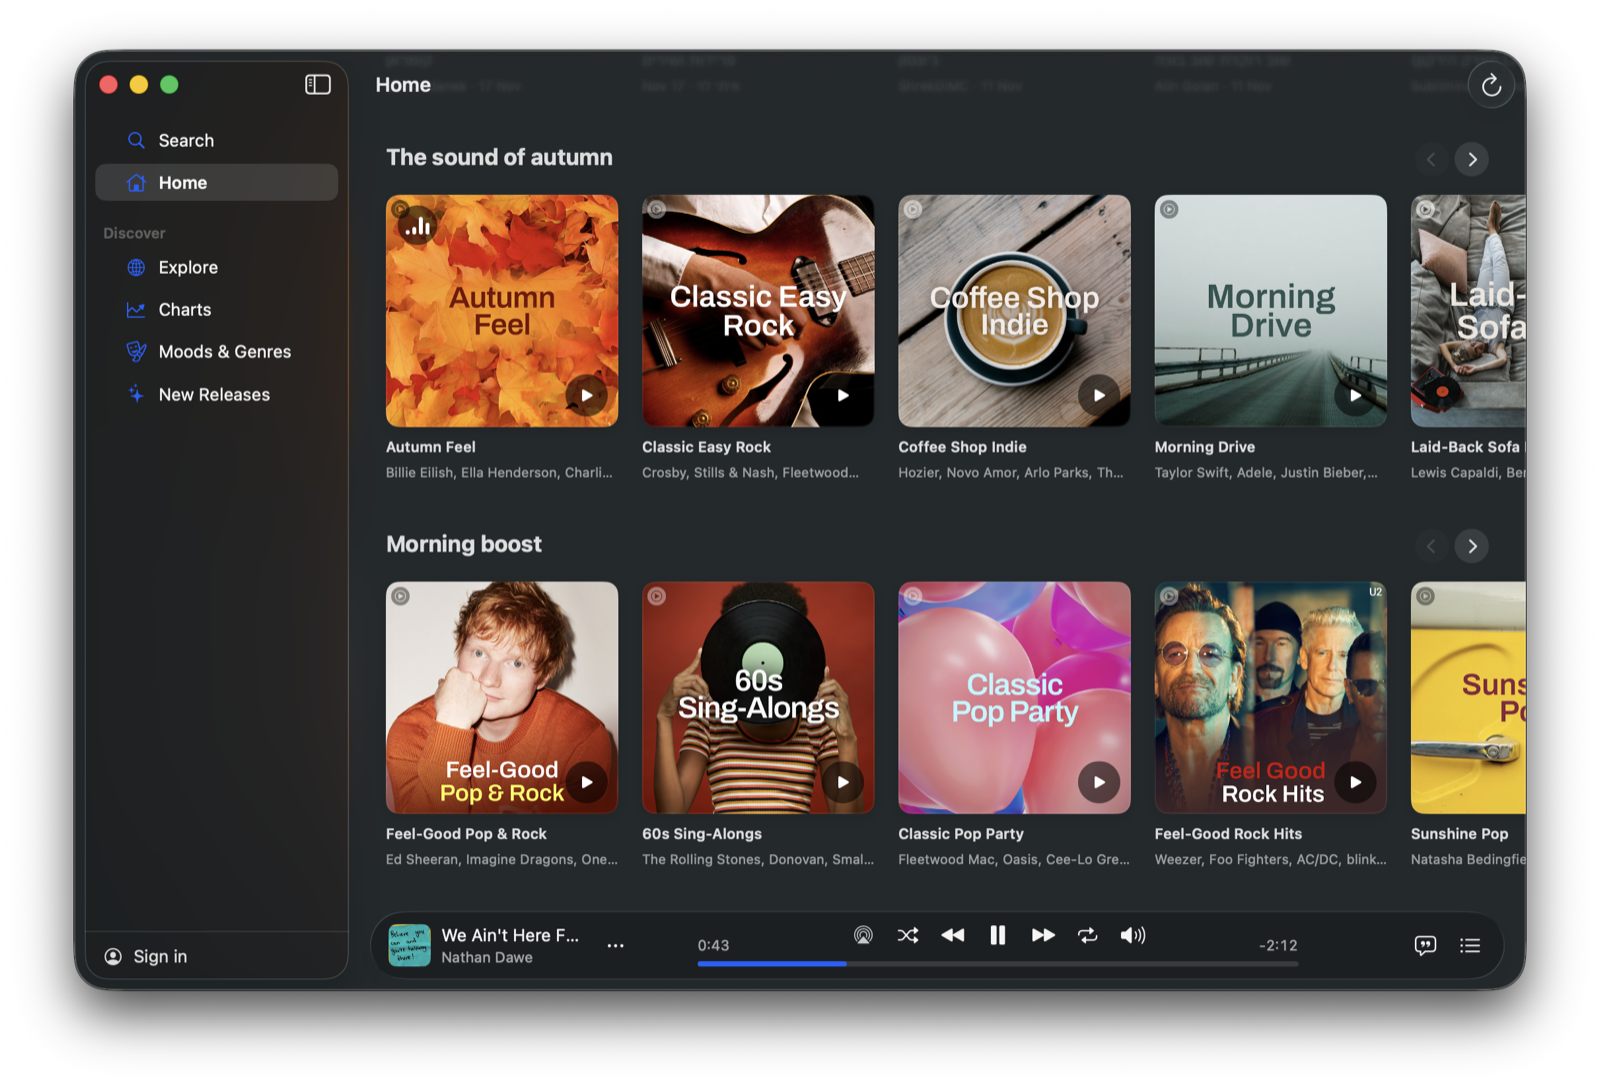 Home
Search
Home
Discover
Explore
Charts
Moods & Genres
New Releases
Sign in
The sound of autumn
Autumn
Feel
Classic Easy
Rock
Coffee Shop
Indie
Morning
Drive
Laid-
Sofa
Autumn Feel
Billie Eilish, Ella Henderson, Charli...
Classic Easy Rock
Crosby, Stills & Nash, Fleetwood...
Coffee Shop Indie
Hozier, Novo Amor, Arlo Parks, Th...
Morning Drive
Taylor Swift, Adele, Justin Bieber,...
Laid-Back Sofa
Lewis Capaldi, Ber
Morning boost
Feel-Good
Pop & Rock
60s
Sing-Alongs
Classic
Pop Party
U2
Feel Good
Rock Hits
Suns
Po
Feel-Good Pop & Rock
Ed Sheeran, Imagine Dragons, One...
60s Sing-Alongs
The Rolling Stones, Donovan, Smal...
Classic Pop Party
Fleetwood Mac, Oasis, Cee-Lo Gre...
Feel-Good Rock Hits
Weezer, Foo Fighters, AC/DC, blink...
Sunshine Pop
Natasha Bedingfie
We Ain't Here F...
Nathan Dawe
0:43
-2:12